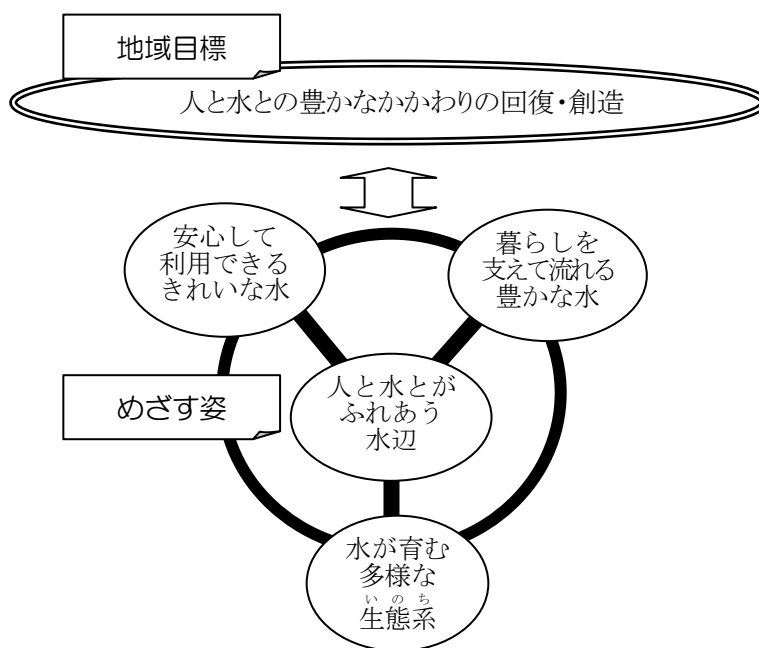 地域目標
人と水との豊かなかかわりの回復・創造
安心して
利用できる
きれいな水
暮らしを
支えて流れる
豊かな水
めざす姿
人と水とが
ふれあう
水辺
水が育む
多様な
いのち
生態系